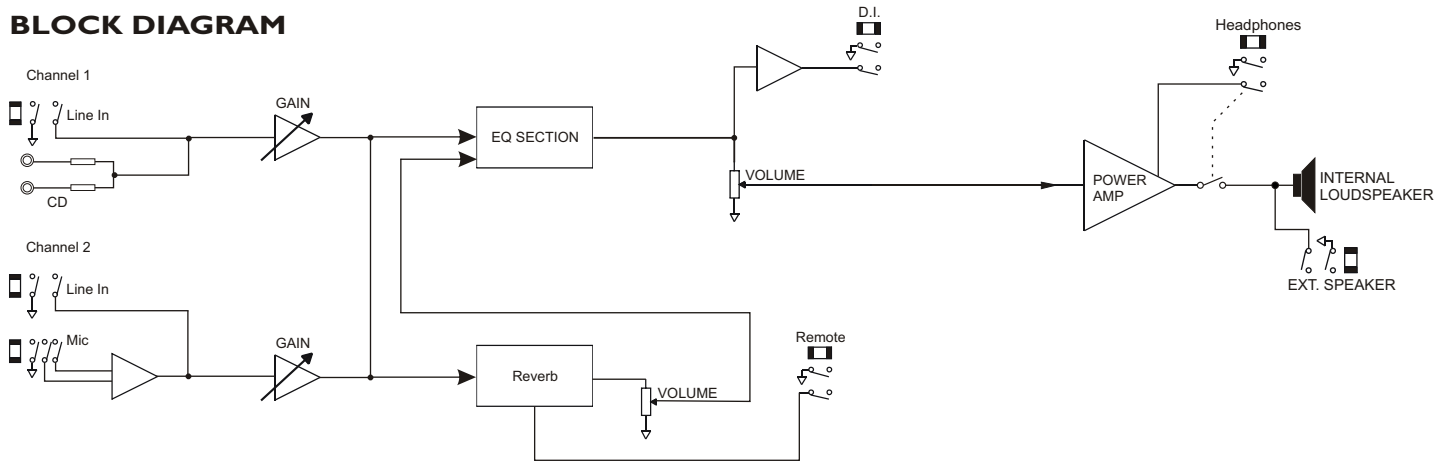 BLOCK DIAGRAM
D.I.
Headphones
Channel 1
Line In
GAIN
EQ SECTION
CD
VOLUME
POWER
AMP
INTERNAL
LOUDSPEAKER
Channel 2
Line In
EXT. SPEAKER
Mic
GAIN
Remote
Reverb
VOLUME